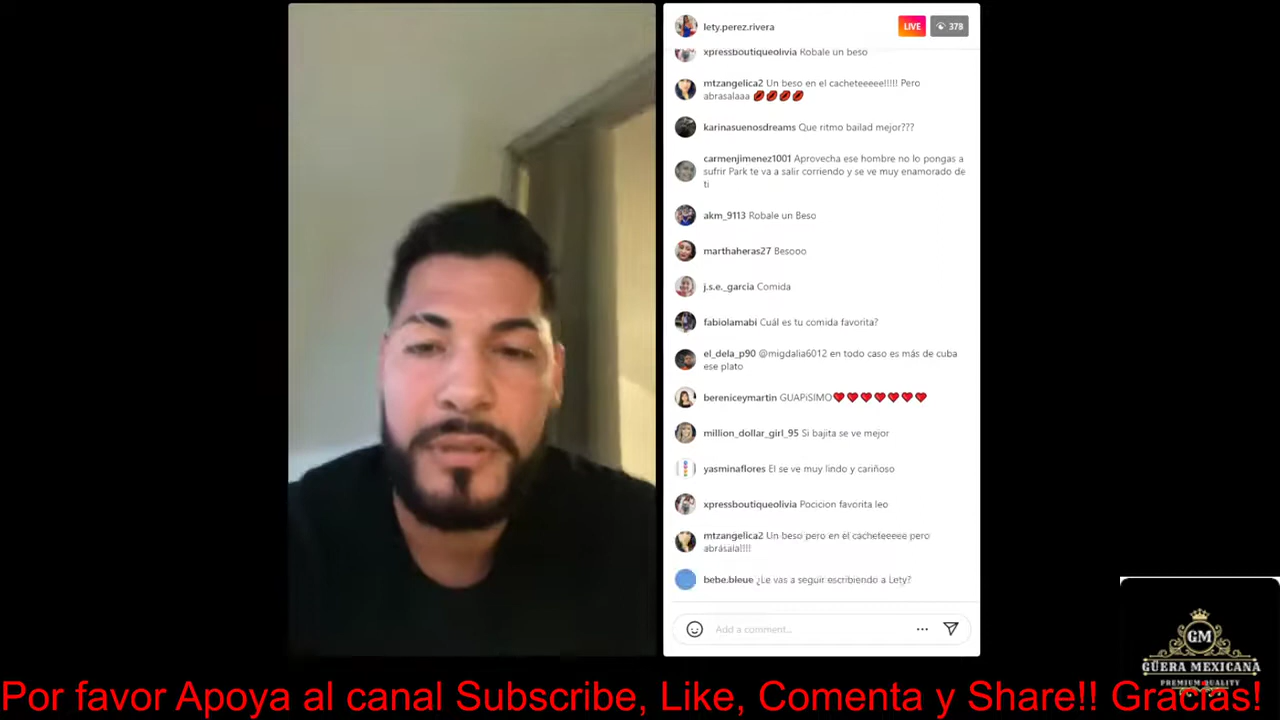 lety.perez.rivera
LIVE
378
xpressboutiqueolivia Robale un beso
mtzangelica2 Un beso en el cacheteeeee!!!!! Pero
abrasalaaa 💋💋💋💋
karinasuenosdreams Que ritmo bailad mejor???
carmenjimenez1001 Aprovecha ese hombre no lo pongas a
sufrir Park te va a salir corriendo y se ve muy enamorado de
ti
akm_9113 Robale un Beso
marthaheras27 Besooo
j.s.e._garcia Comida
fabiolamabi Cuál es tu comida favorita?
el_dela_p90 @migdalia6012 en todo caso es más de cuba
ese plato
bereniceymartin GUAPiSIMO❤️❤️❤️❤️❤️❤️❤️
million_dollar_girl_95 Si bajita se ve mejor
yasminaflores El se ve muy lindo y cariñoso
xpressboutiqueolivia Pocicion favorita leo
mtzangelica2 Un beso pero en el cacheteeeee pero
abrásala!!!!
bebe.bleue ¿Le vas a seguir escribiendo a Lety?
Add a comment...
GM
GÜERA MEXICANA
PREMIUM QUALITY
Por favor Apoya al canal Subscribe, Like, Comenta y Share!! Gracias!